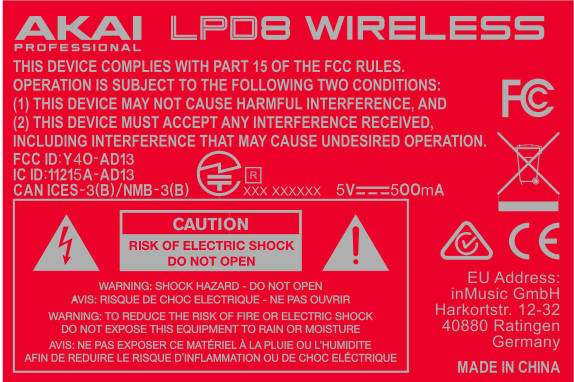 AKAI LPD8 WIRELESS
PROFESSIONAL
THIS DEVICE COMPLIES WITH PART 15 OF THE FCC RULES.
OPERATION IS SUBJECT TO THE FOLLOWING TWO CONDITIONS:
(1) THIS DEVICE MAY NOT CAUSE HARMFUL INTERFERENCE, AND
(2) THIS DEVICE MUST ACCEPT ANY INTERFERENCE RECEIVED,
INCLUDING INTERFERENCE THAT MAY CAUSE UNDESIRED OPERATION.
FC
FCC ID:Y4O-AD13
IC ID:11215A-AD13
CAN ICES-3(B)/NMB-3(B)
R
XXX XXXXXX
5V 500mA
CAUTION
RISK OF ELECTRIC SHOCK
DO NOT OPEN
WARNING: SHOCK HAZARD - DO NOT OPEN
AVIS: RISQUE DE CHOC ELECTRIQUE - NE PAS OUVRIR
WARNING: TO REDUCE THE RISK OF FIRE OR ELECTRIC SHOCK
DO NOT EXPOSE THIS EQUIPMENT TO RAIN OR MOISTURE
AVIS: NE PAS EXPOSER CE MATÉRIEL À LA PLUIE OU L'HUMIDITE
AFIN DE REDUIRE LE RISQUE D'INFLAMMATION OU DE CHOC ELÉCTRIQUE
CE
EU Address:
inMusic GmbH
Harkortstr. 12-32
40880 Ratingen
Germany
MADE IN CHINA